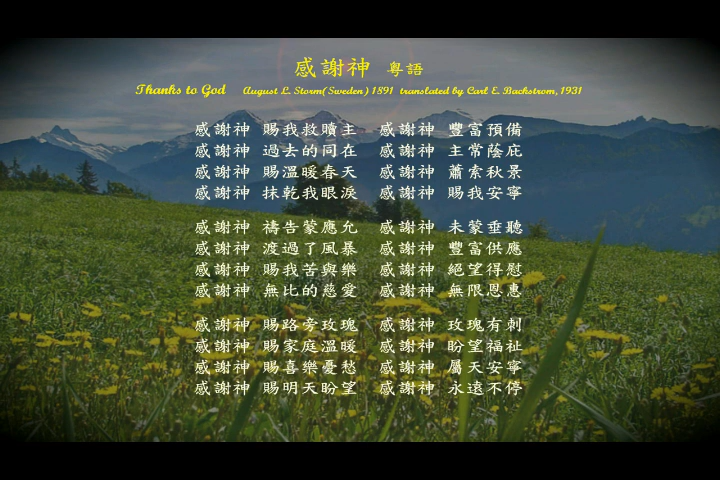 感謝神 粵語
Thanks to God August L. Storm(Sweden) 1891 translated by Carl E. Backstrom, 1931
感謝神 賜我救贖主 感謝神 豐富預備
感謝神 過去的同在 感謝神 主常蔭庇
感謝神 賜溫暖春天 感謝神 蕭索秋景
感謝神 抹乾我眼淚 感謝神 賜我安寧
感謝神 禱告蒙應允 感謝神 未蒙垂聽
感謝神 渡過了風暴 感謝神 豐富供應
感謝神 賜我苦與樂 感謝神 絕望得慰
感謝神 無比的慈愛 感謝神 無限恩惠
感謝神 賜路旁玫瑰 感謝神 玫瑰有刺
感謝神 賜家庭溫暖 感謝神 盼望福祉
感謝神 賜喜樂憂愁 感謝神 屬天安寧
感謝神 賜明天盼望 感謝神 永遠不停